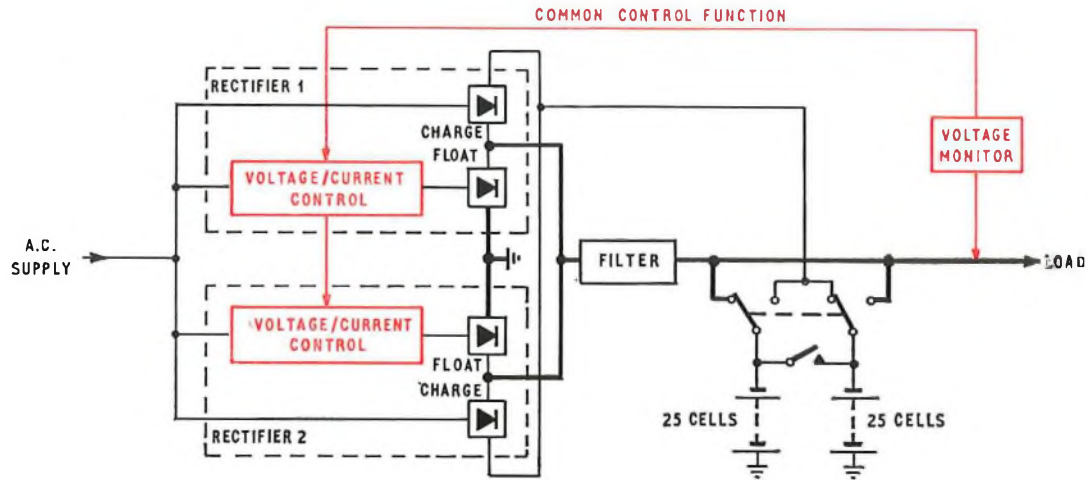 COMMON CONTROL FUNCTION
RECTIFIER 1
CHARGE
FLOAT
VOLTAGE/CURRENT
CONTROL
VOLTAGE
MONITOR
A.C.
SUPPLY
FILTER
LOAD
VOLTAGE/CURRENT
CONTROL
FLOAT
CHARGE
RECTIFIER 2
25 CELLS
25 CELLS